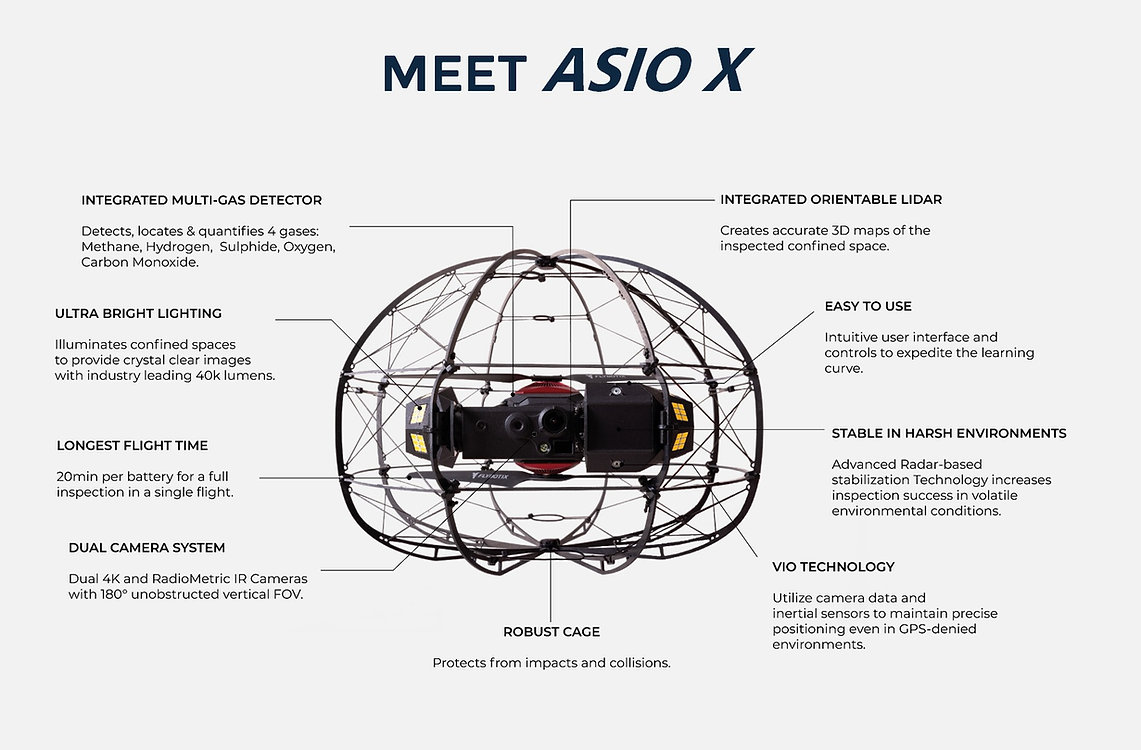 MEET ASIO X
INTEGRATED MULTI-GAS DETECTOR
Detects, locates & quantifies 4 gases:
Methane, Hydrogen, Sulphide, Oxygen,
Carbon Monoxide.
ULTRA BRIGHT LIGHTING
Illuminates confined spaces
to provide crystal clear images
with industry leading 40k lumens.
LONGEST FLIGHT TIME
20min per battery for a full
inspection in a single flight.
DUAL CAMERA SYSTEM
Dual 4K and RadioMetric IR Cameras
with 180° unobstructed vertical FOV.
FLYBOTIX
ROBUST CAGE
Protects from impacts and collisions.
INTEGRATED ORIENTABLE LIDAR
Creates accurate 3D maps of the
inspected confined space.
EASY TO USE
Intuitive user interface and
controls to expedite the learning
curve.
STABLE IN HARSH ENVIRONMENTS
Advanced Radar-based
stabilization Technology increases
inspection success in volatile
environmental conditions.
VIO TECHNOLOGY
Utilize camera data and
inertial sensors to maintain precise
positioning even in GPS-denied
environments.